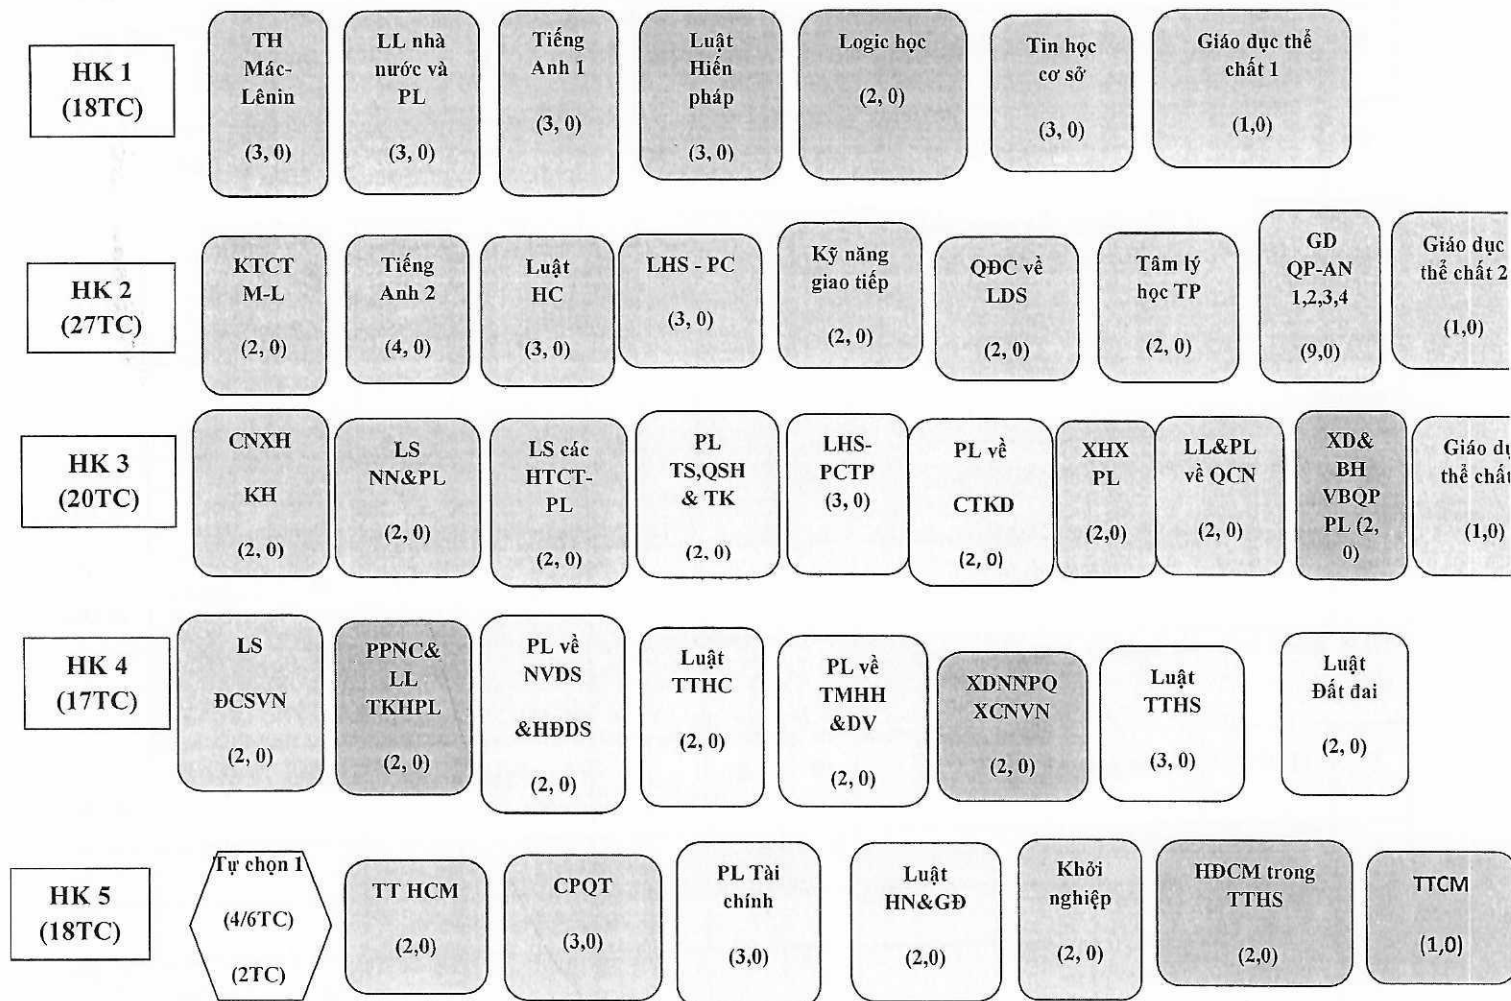 HK 1
(18TC)
TH
Mác-
Lênin
(3, 0)
LL nhà
nước và
PL
(3, 0)
Tiếng
Anh 1
(3, 0)
Luật
Hiến
pháp
(3, 0)
Logic học
(2, 0)
Tin học
cơ sở
(3, 0)
Giáo dục thể
chất 1
(1,0)
HK 2
(27TC)
KTCT
M-L
(2, 0)
Tiếng
Anh 2
(4, 0)
Luật
HC
(3, 0)
LHS - PC
(3, 0)
Kỹ năng
giao tiếp
(2, 0)
QĐC về
LDS
(2, 0)
Tâm lý
học TP
(2, 0)
GD
QP-AN
1,2,3,4
(9,0)
Giáo dục
thể chất 2
(1,0)
HK 3
(20TC)
CNXH
KH
(2, 0)
LS
NN&PL
(2, 0)
LS các
HTCT-
PL
(2, 0)
PL
TS,QSH
& TK
(2, 0)
LHS-
PCTP
(3, 0)
PL về
CTKD
(2, 0)
XHX
PL
(2,0)
LL&PL
về QCN
(2, 0)
XD&
BH
VBQP
PL (2,
0)
Giáo dụ
thể chất
(1,0)
HK 4
(17TC)
LS
ĐCSVN
(2, 0)
PPNC&
LL
TKHPL
(2, 0)
PL về
NVDS
&HĐDS
(2, 0)
Luật
TTHC
(2, 0)
PL về
TMHH
&DV
(2, 0)
XDNNPQ
XCNVN
(2, 0)
Luật
TTHS
(3, 0)
Luật
Đất đai
(2, 0)
HK 5
(18TC)
Tự chọn 1
(4/6TC)
(2TC)
TT HCM
(2,0)
CPQT
(3,0)
PL Tài
chính
(3,0)
Luật
HN&GĐ
(2,0)
Khởi
nghiệp
(2, 0)
HĐCM trong
TTHS
(2,0)
TTCM
(1,0)